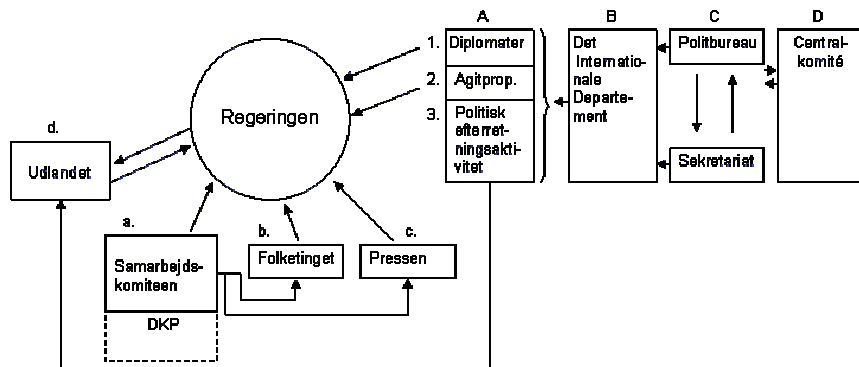 A
B
C
D
1. Diplomater
2. Agitprop.
3. Politisk
efterret-
ningsakti-
vitet
Det
Internatio-
nale
Departe-
ment
Politbureau
Sekretariat
Central-
komité
Regeringen
d.
Udlandet
a.
Samarbejds-
komiteen
DKP
b.
Folketinget
c.
Pressen